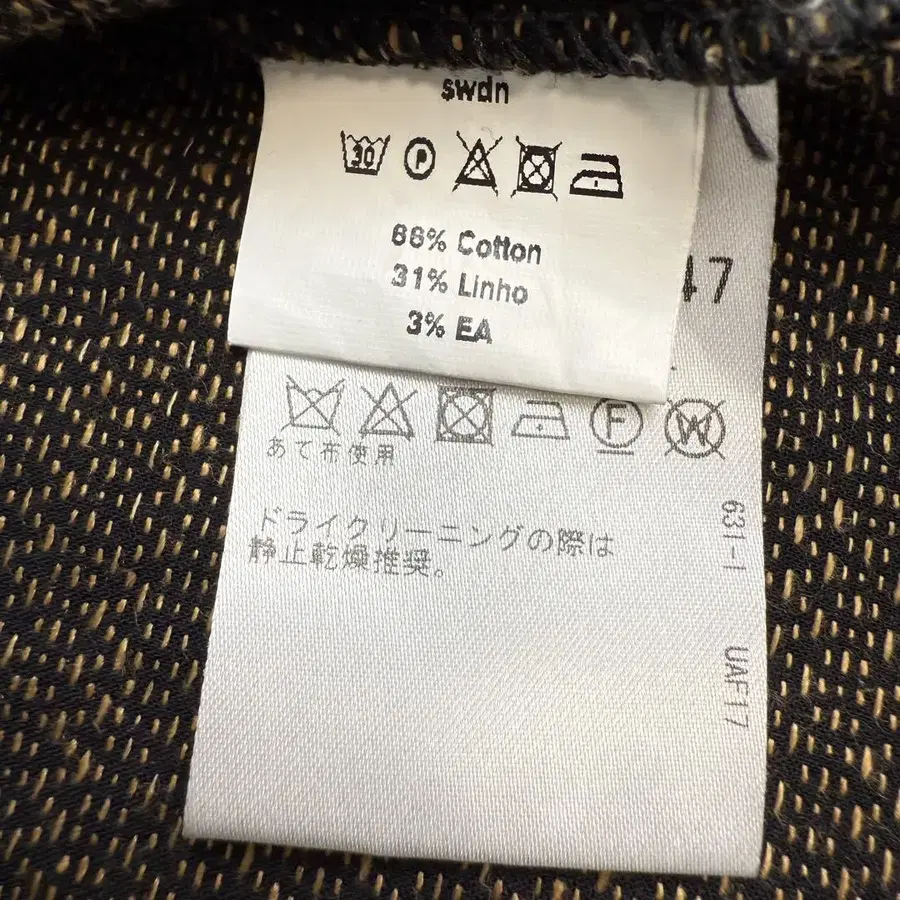 swdn
30 P
66% Cotton
31% Linho
3% EA
47
F W
あて布使用
ドライクリーニングの際は
静止乾燥推奨。
631-1
UAF17